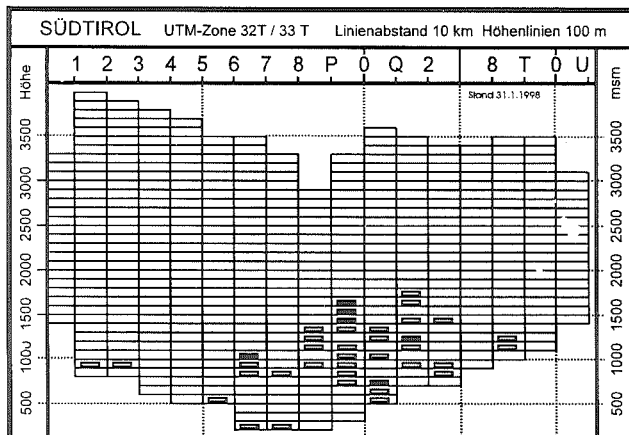 SÜDTIROL UTM-Zone 32T / 33 T Linienabstand 10 km Höhenlinien 100 m
Höhe 1 2 3 4 5 6 7 8 P 0 Q 2 8 T 0 U msm
Stand 31.1.1998
3500 3500
3000 3000
2500 2500
2000 2000
1500 1500
1000 1000
500 500